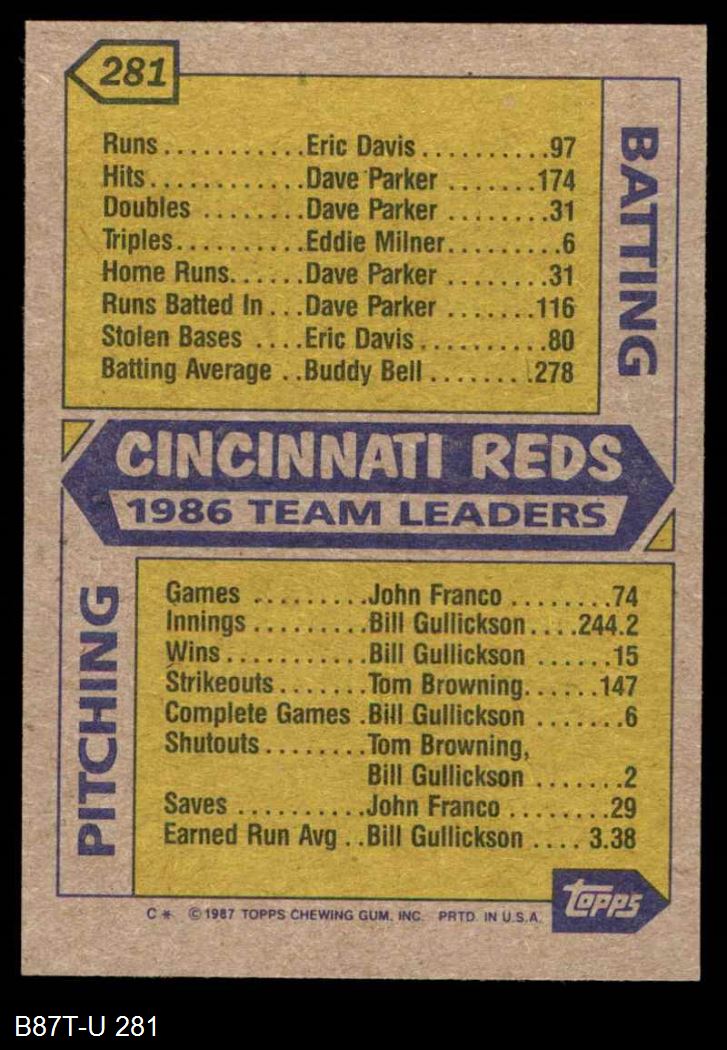 281
BATTING
Runs...........Eric Davis..........97
Hits............Dave Parker .......174
Doubles ........Dave Parker ........31
Triples..........Eddie Milner.........6
Home Runs......Dave Parker ........31
Runs Batted In ...Dave Parker .......116
Stolen Bases ....Eric Davis..........80
Batting Average ..Buddy Bell ........278
CINCINNATI REDS
1986 TEAM LEADERS
PITCHING
Games .........John Franco ........74
Innings .........Bill Gullickson ....244.2
Wins............Bill Gullickson ......15
Strikeouts.......Tom Browning......147
Complete Games .Bill Gullickson .......6
Shutouts........Tom Browning,
Bill Gullickson .......2
Saves ..........John Franco ........29
Earned Run Avg ..Bill Gullickson .... 3.38
topps
C * © 1987 TOPPS CHEWING GUM, INC. PRTD. IN U.S.A.
B87T-U 281